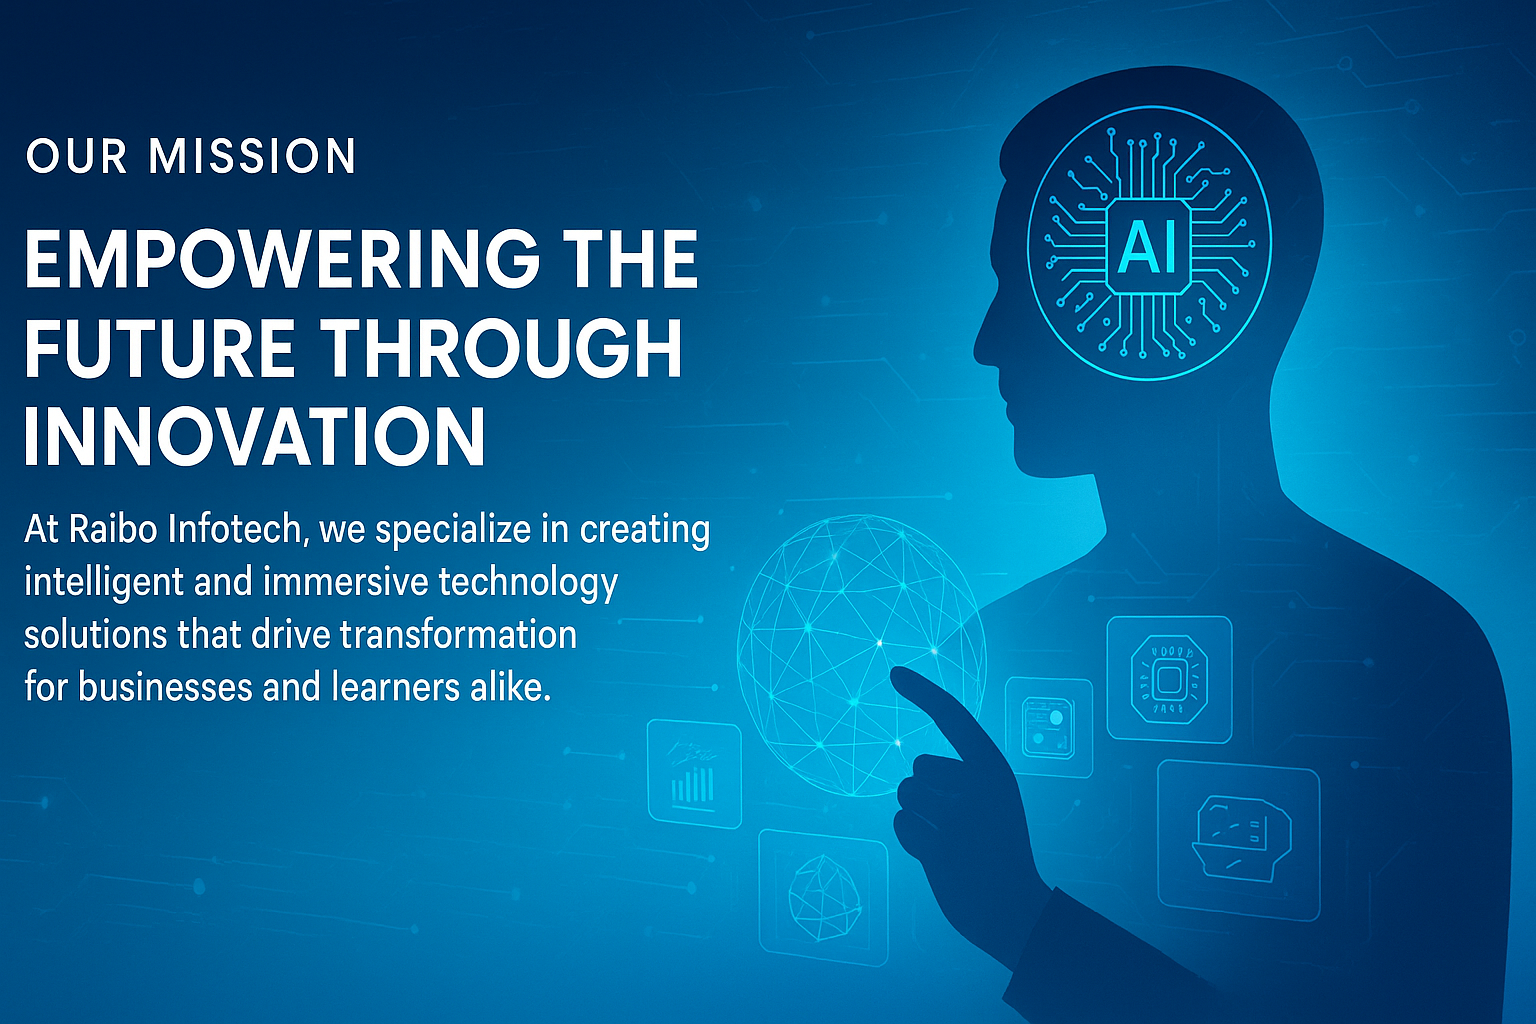 OUR MISSION
EMPOWERING THE
FUTURE THROUGH
INNOVATION
At Raibo Infotech, we specialize in creating
intelligent and immersive technology
solutions that drive transformation
for businesses and learners alike.
AI